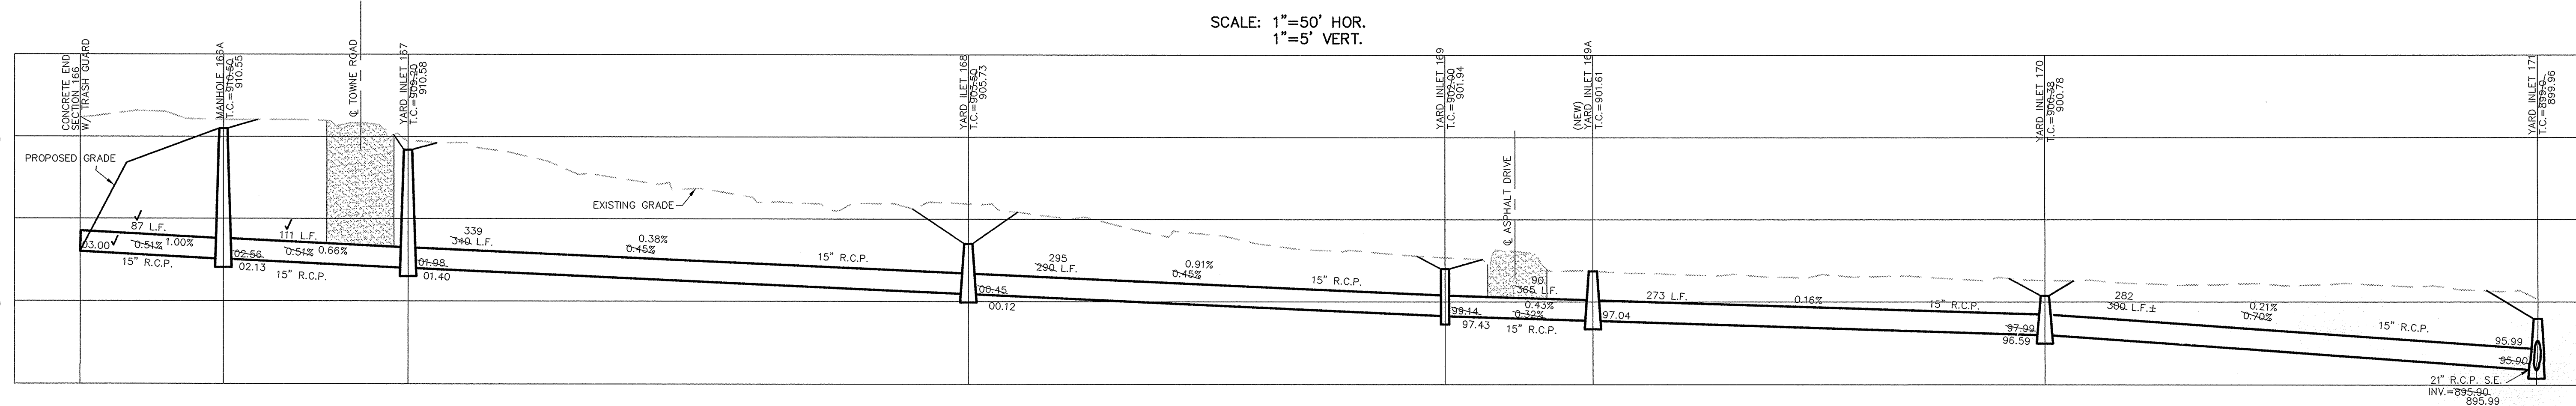 SCALE: 1"=50' HOR.
1"=5' VERT.
CONCRETE END
SECTION 166
W/ TRASH GUARD
MANHOLE 166A
T.C.=910.50
910.55
℄ TOWNE ROAD
YARD INLET 167
T.C.=909.20
910.58
YARD ILET 168
T.C.=903.50
905.73
YARD INLET 169
T.C.=902.00
901.94
℄ ASPHALT DRIVE
(NEW)
YARD INLET 169A
T.C.=901.61
YARD INLET 170
T.C.=900.38
900.78
YARD INLET 171
T.C.=899.0
899.96
PROPOSED GRADE
EXISTING GRADE
87 L.F.
03.00
0.51% 1.00%
15" R.C.P.
111 L.F.
02.56
02.13
0.51% 0.66%
15" R.C.P.
339
340 L.F.
01.98
01.40
0.38%
0.45%
15" R.C.P.
295
290 L.F.
00.45
00.12
0.91%
0.45%
15" R.C.P.
90
365 L.F.
99.14
97.43
0.43%
0.32%
15" R.C.P.
97.04
273 L.F.
0.16%
15" R.C.P.
97.99
96.59
282
300 L.F.±
0.21%
0.70%
15" R.C.P.
95.99
95.90
21" R.C.P. S.E.
INV.=895.90
895.99